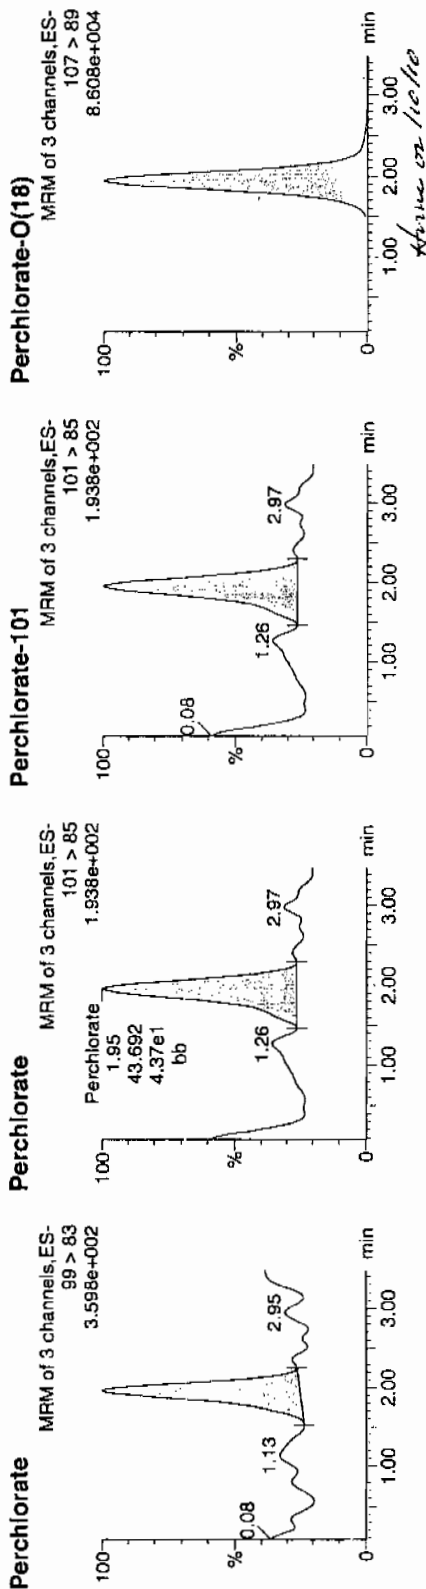 Perchlorate
MRM of 3 channels,ES-
99 > 83
3.598e+002
100
%
0
0.08
1.13
2.95
1.00
2.00
3.00
min
Perchlorate
MRM of 3 channels,ES-
101 > 85
1.938e+002
Perchlorate
1.95
43.692
4.37e1
bb
100
%
0
1.26
2.97
1.00
2.00
3.00
min
Perchlorate-101
MRM of 3 channels,ES-
101 > 85
1.938e+002
100
%
0
0.08
1.26
2.97
1.00
2.00
3.00
min
Perchlorate-O(18)
MRM of 3 channels,ES-
107 > 89
8.608e+004
100
%
0
1.00
2.00
3.00
min